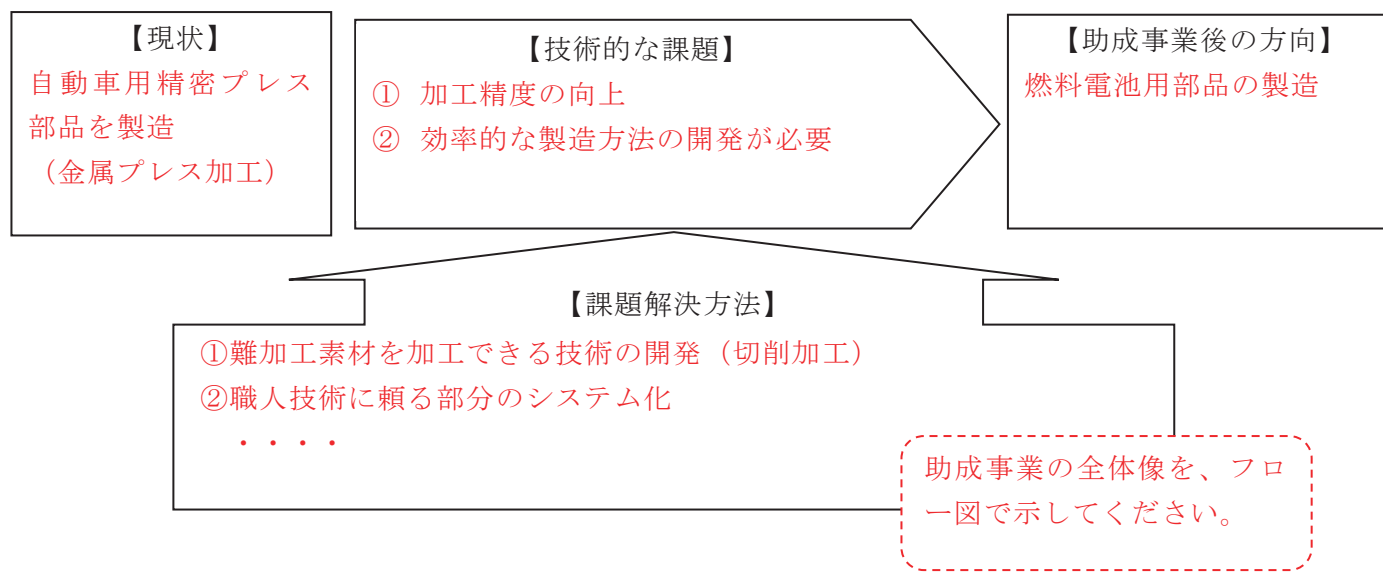 【現状】
自動車用精密プレス
部品を製造
（金属プレス加工）
【技術的な課題】
① 加工精度の向上
② 効率的な製造方法の開発が必要
【助成事業後の方向】
燃料電池用部品の製造
【課題解決方法】
①難加工素材を加工できる技術の開発（切削加工）
②職人技術に頼る部分のシステム化
・・・・
助成事業の全体像を、フロ
ー図で示してください。